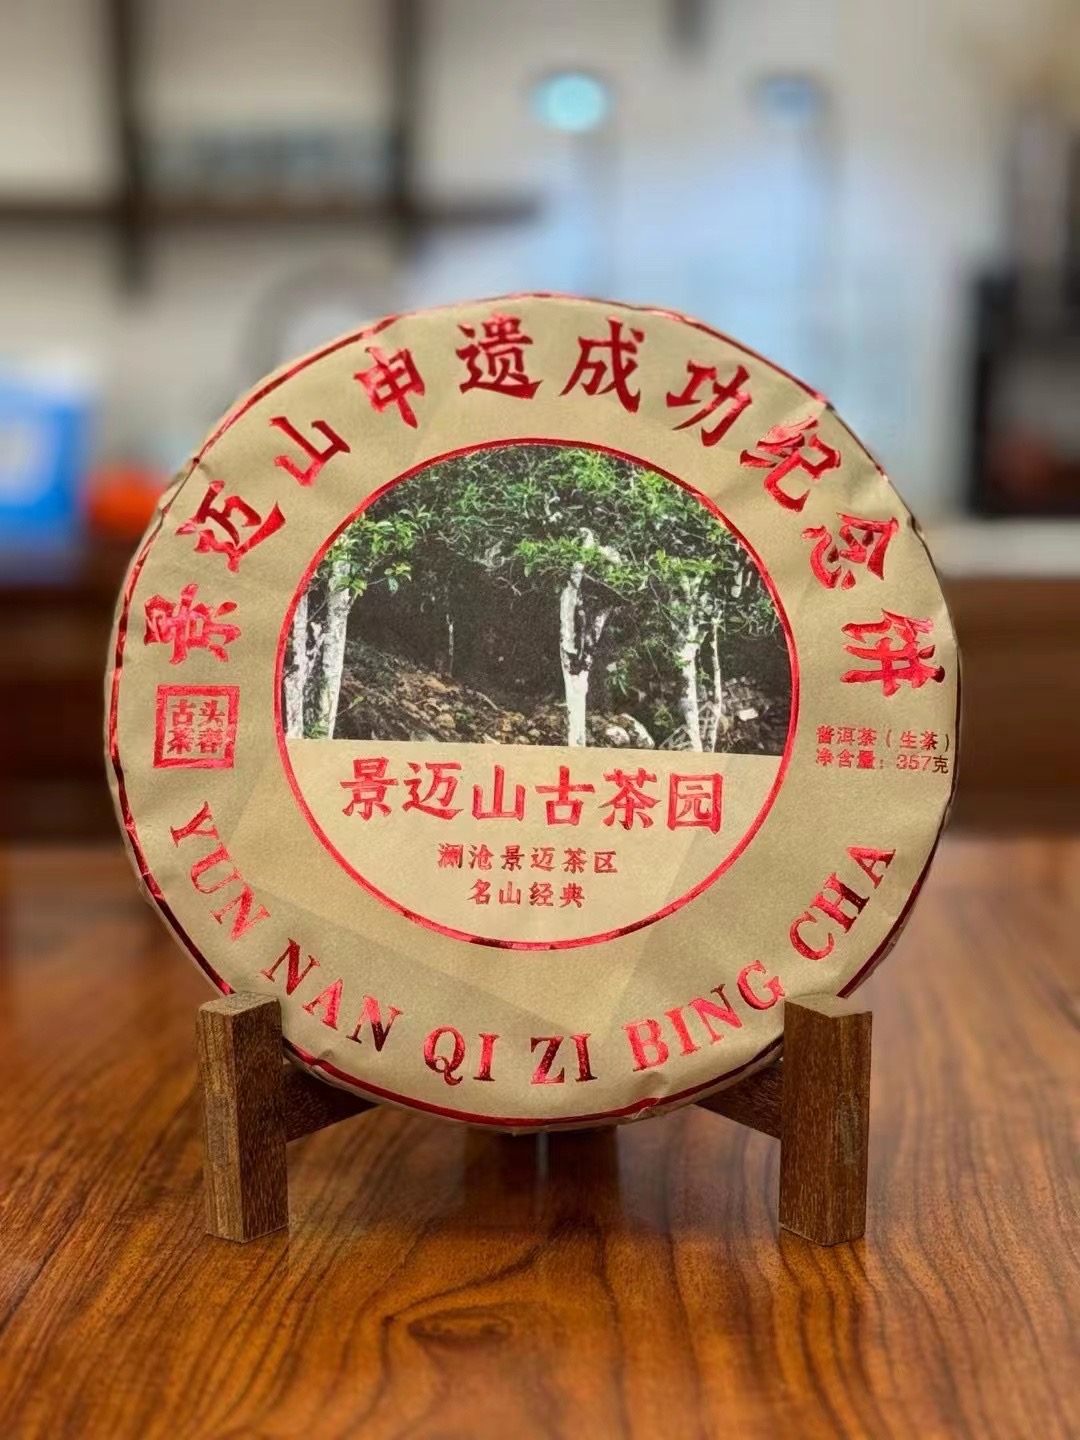 景迈山申遗成功纪念饼
头春
古茶
普洱茶（生茶）
净含量：357克
景迈山古茶园
澜沧景迈茶区
名山经典
YUN NAN QI ZI BING CHA